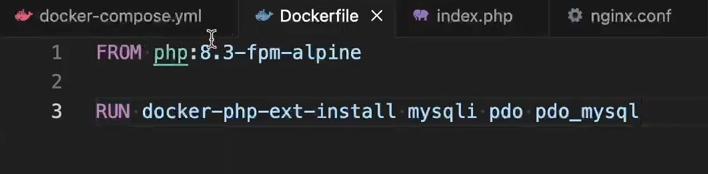 docker-compose.yml Dockerfile index.php nginx.conf
1 FROM php:8.3-fpm-alpine
2
3 RUN docker-php-ext-install mysqli pdo pdo_mysql